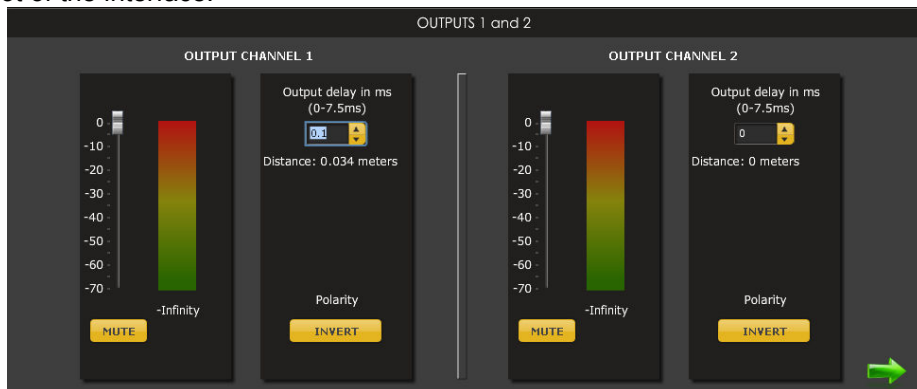 OUTPUTS 1 and 2
OUTPUT CHANNEL 1
0
-10
-20
-30
-40
-50
-60
-70
-Infinity
MUTE
Output delay in ms
(0-7.5ms)
0.1
Distance: 0.034 meters
Polarity
INVERT
OUTPUT CHANNEL 2
0
-10
-20
-30
-40
-50
-60
-70
-Infinity
MUTE
Output delay in ms
(0-7.5ms)
0
Distance: 0 meters
Polarity
INVERT